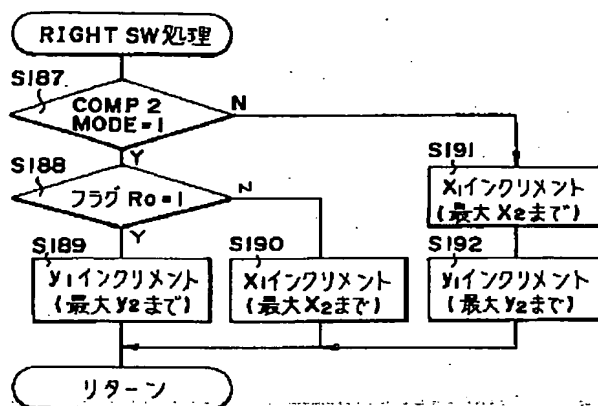 RIGHT SW処理
S187
COMP 2
MODE=1
N
Y
S188
フラグ Ro=1
N
Y
S191
X1インクリメント
(最大X2まで)
S189
y1インクリメント
(最大y2まで)
S190
X1インクリメント
(最大X2まで)
S192
y1インクリメント
(最大y2まで)
リターン